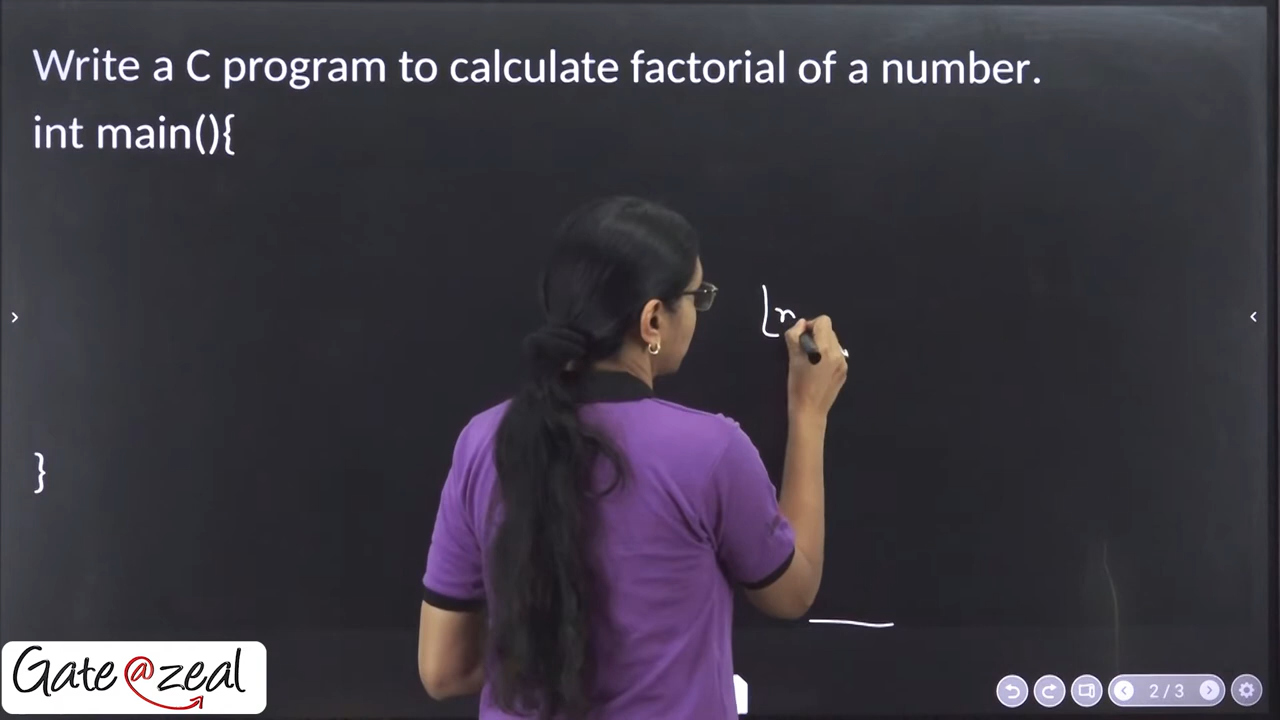 Write a C program to calculate factorial of a number.
int main(){
n
}
Gate@zeal
2/3